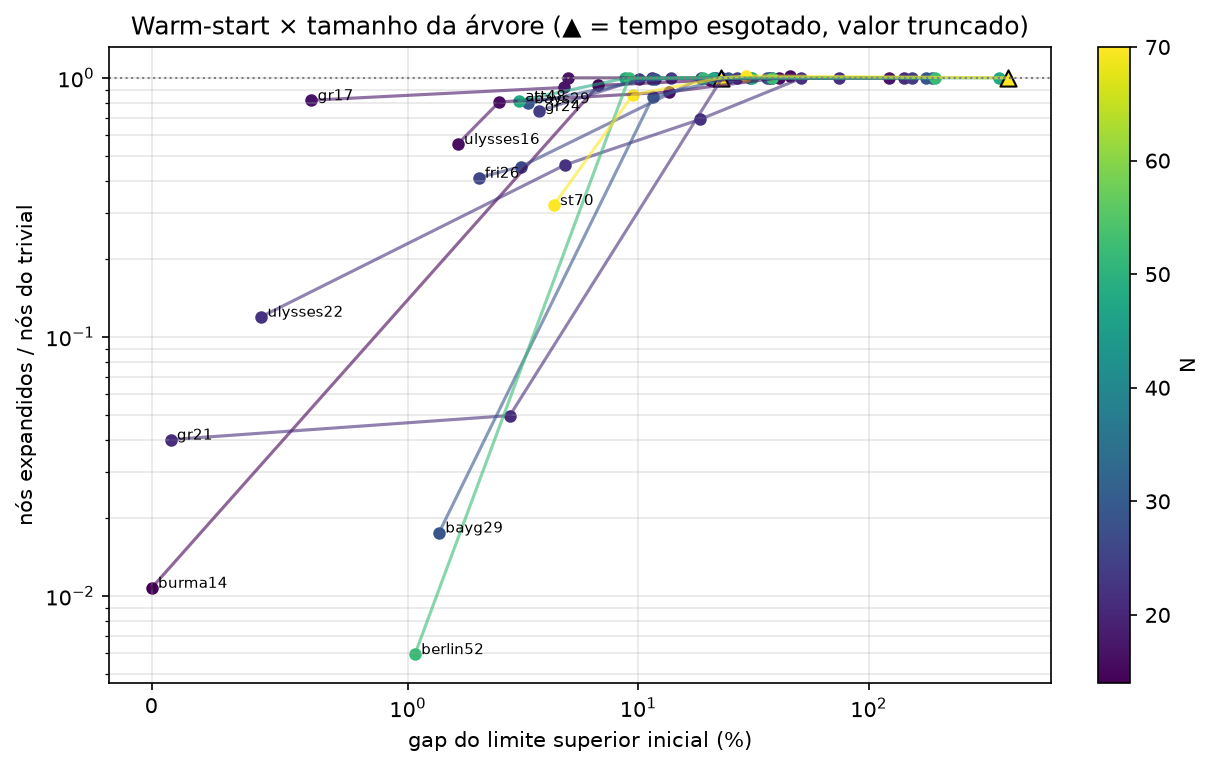 Warm-start × tamanho da árvore (▲ = tempo esgotado, valor truncado)
nós expandidos / nós do trivial
10⁰
10⁻¹
10⁻²
gr17
att48
bays29
gr24
ulysses16
fri26
st70
ulysses22
gr21
bayg29
burma14
berlin52
0
10⁰
10¹
10²
gap do limite superior inicial (%)
70
60
50
40
30
20
N